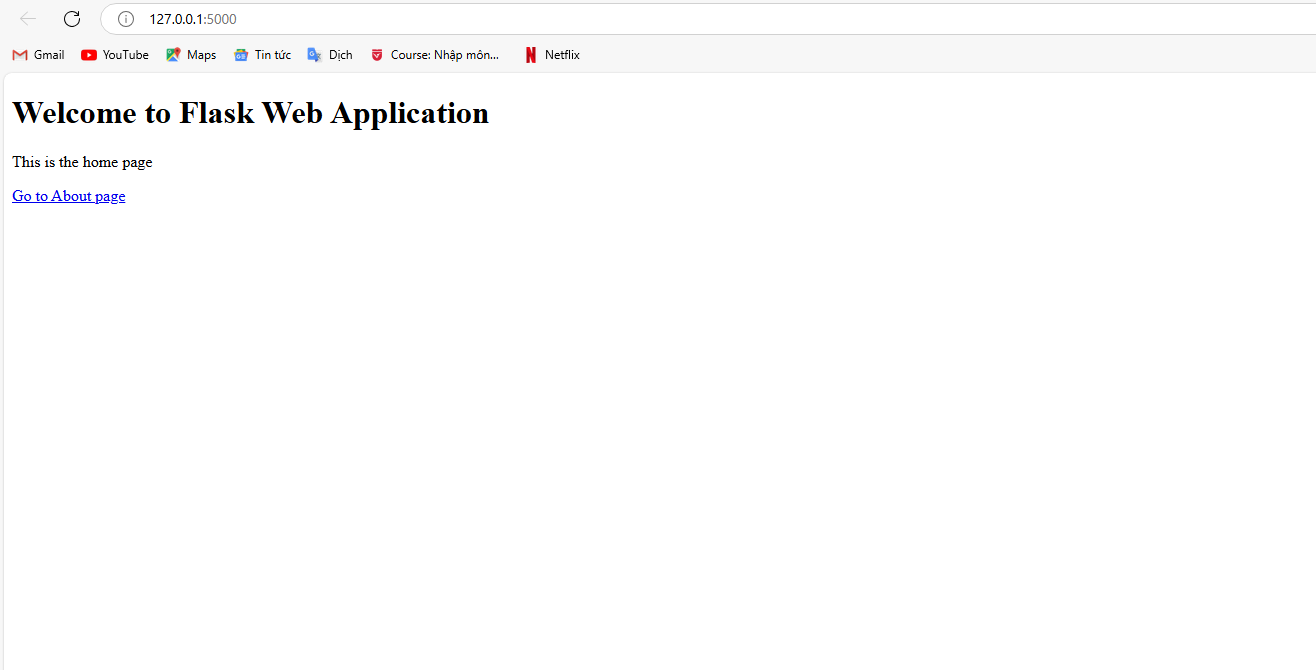 127.0.0.1:5000
Gmail YouTube Maps Tin tức Dịch Course: Nhập môn... Netflix
Welcome to Flask Web Application
This is the home page
Go to About page